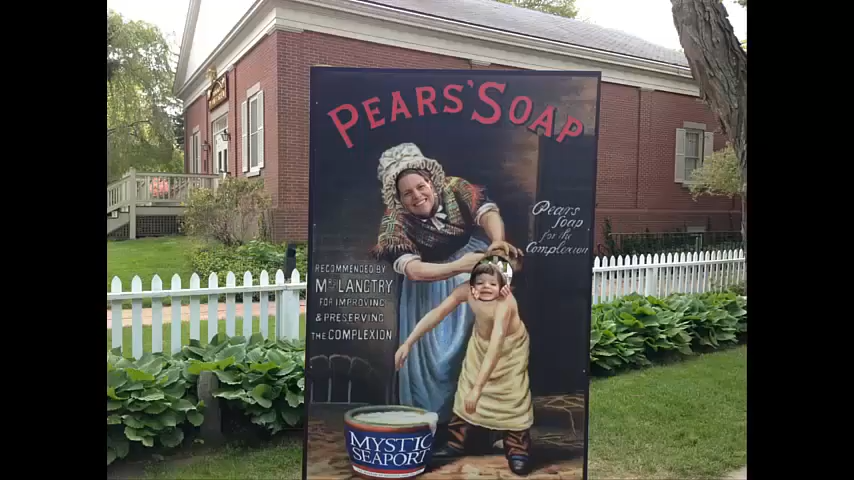 PEARS' SOAP
Pears
Soap
for the
Complexion
RECOMMENDED BY
MRS LANGTRY
FOR IMPROVING
& PRESERVING
THE COMPLEXION
MYSTIC
SEAPORT